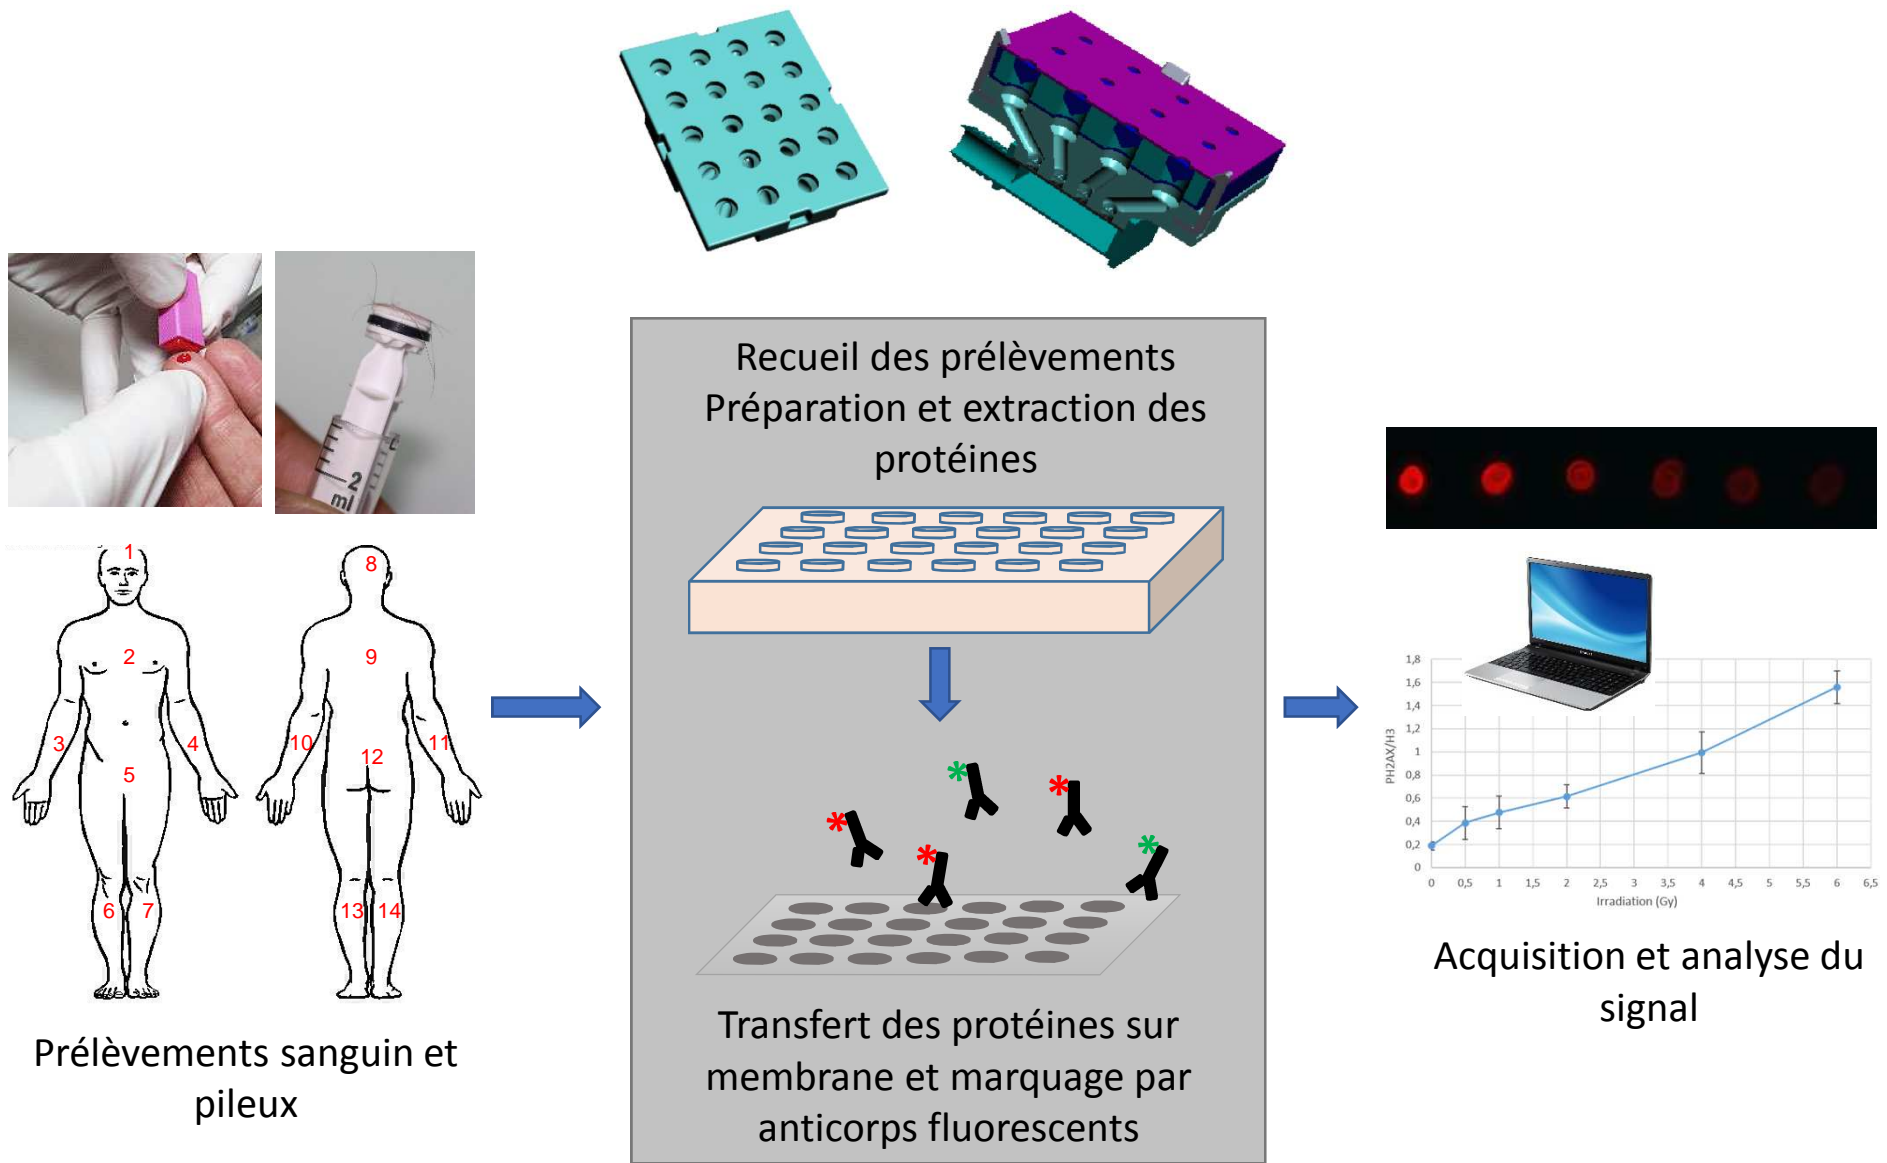 2
ml
1
2
3
4
5
6
7
8
9
10
11
12
13
14
Prélèvements sanguin et
pileux
Recueil des prélèvements
Préparation et extraction des
protéines
*
*
*
*
*
Transfert des protéines sur
membrane et marquage par
anticorps fluorescents
1,8
1,6
1,4
1,2
1
0,8
0,6
0,4
0,2
0
PH2AX/H3
0 0,5 1 2 2,5 3 3,5 4 4,5 5 5,5 6 6,5
Irradiation (Gy)
Acquisition et analyse du
signal